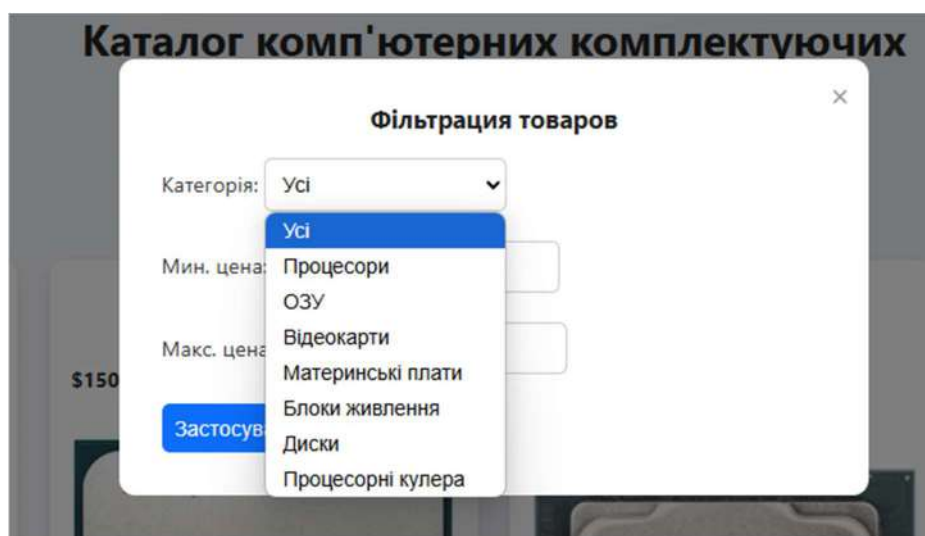 Каталог комп'ютерних комплектуючих
×
Фільтрация товаров
Категорія: Усі
Усі
Мин. цена:
Процесори
ОЗУ
Відеокарти
Макс. цена
Материнські плати
$150
Блоки живлення
Застосув
Диски
Процесорні кулера